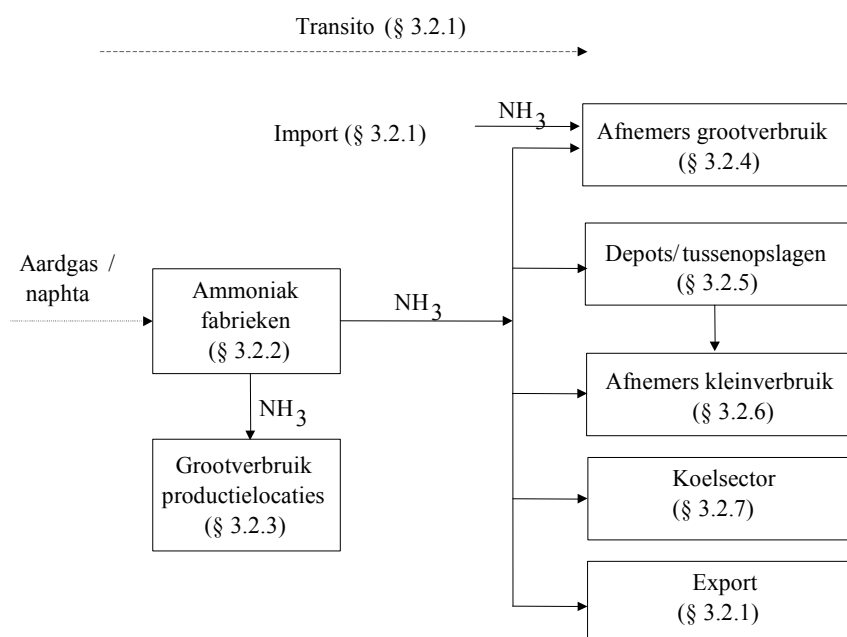 Transito (§ 3.2.1)
NH3
Import (§ 3.2.1)
Afnemers grootverbruik
(§ 3.2.4)
Aardgas /
naphta
Depots/tussenopslagen
(§ 3.2.5)
Ammoniak
fabrieken
(§ 3.2.2)
NH3
Afnemers kleinverbruik
(§ 3.2.6)
NH3
Grootverbruik
productielocaties
(§ 3.2.3)
Koelsector
(§ 3.2.7)
Export
(§ 3.2.1)